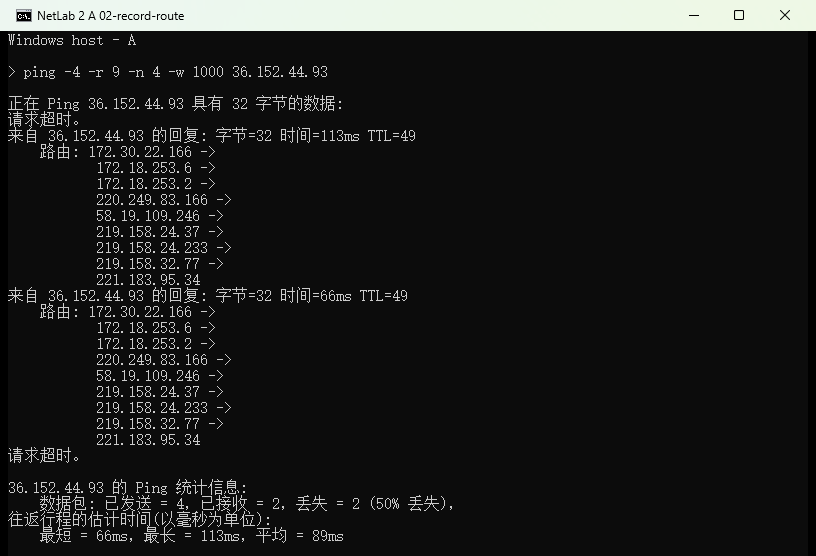 NetLab 2 A 02-record-route
Windows host - A
> ping -4 -r 9 -n 4 -w 1000 36.152.44.93
正在 Ping 36.152.44.93 具有 32 字节的数据:
请求超时。
来自 36.152.44.93 的回复: 字节=32 时间=113ms TTL=49
路由: 172.30.22.166 ->
172.18.253.6 ->
172.18.253.2 ->
220.249.83.166 ->
58.19.109.246 ->
219.158.24.37 ->
219.158.24.233 ->
219.158.32.77 ->
221.183.95.34
来自 36.152.44.93 的回复: 字节=32 时间=66ms TTL=49
路由: 172.30.22.166 ->
172.18.253.6 ->
172.18.253.2 ->
220.249.83.166 ->
58.19.109.246 ->
219.158.24.37 ->
219.158.24.233 ->
219.158.32.77 ->
221.183.95.34
请求超时。
36.152.44.93 的 Ping 统计信息:
数据包: 已发送 = 4，已接收 = 2，丢失 = 2 (50% 丢失)，
往返行程的估计时间(以毫秒为单位):
最短 = 66ms，最长 = 113ms，平均 = 89ms